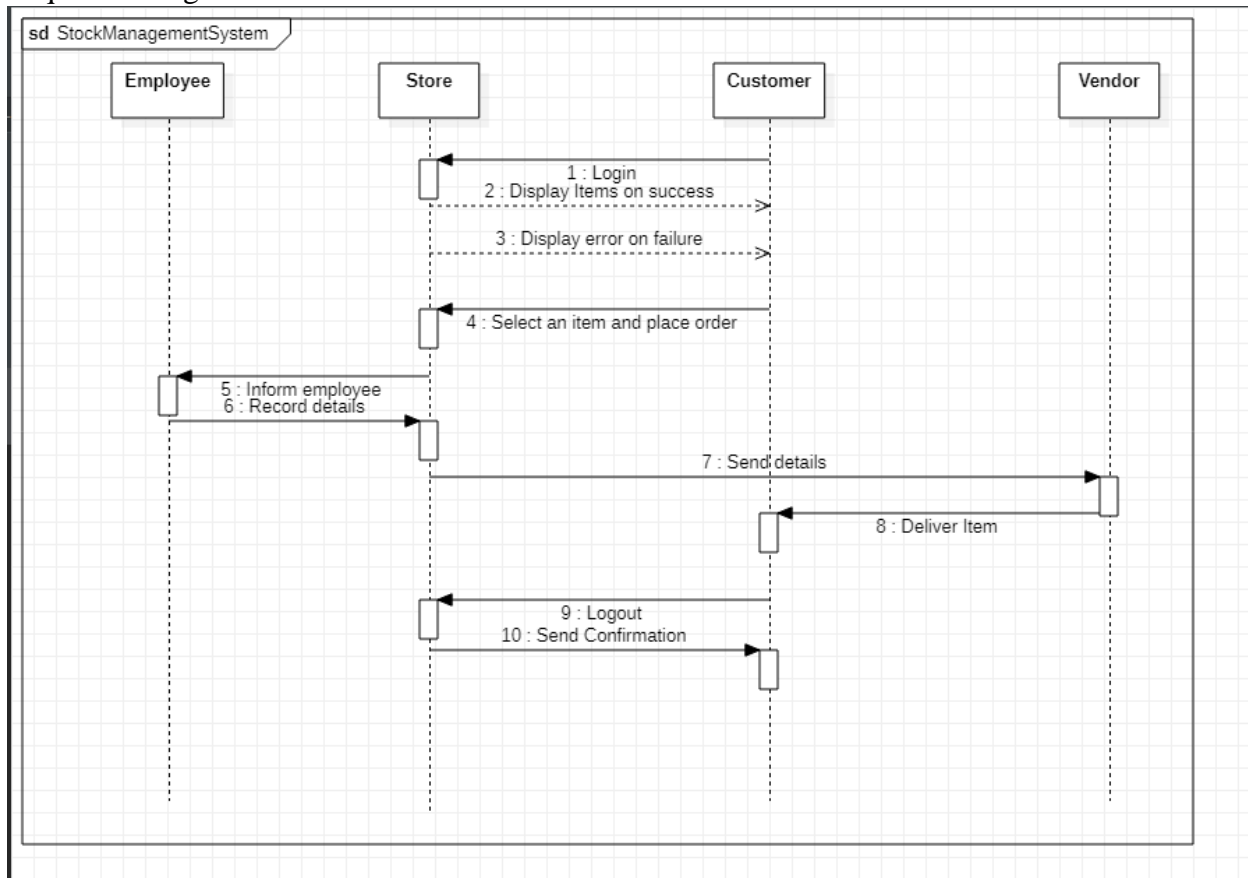 sd StockManagementSystem
Employee
Store
Customer
Vendor
1 : Login
2 : Display Items on success
3 : Display error on failure
4 : Select an item and place order
5 : Inform employee
6 : Record details
7 : Send details
8 : Deliver Item
9 : Logout
10 : Send Confirmation